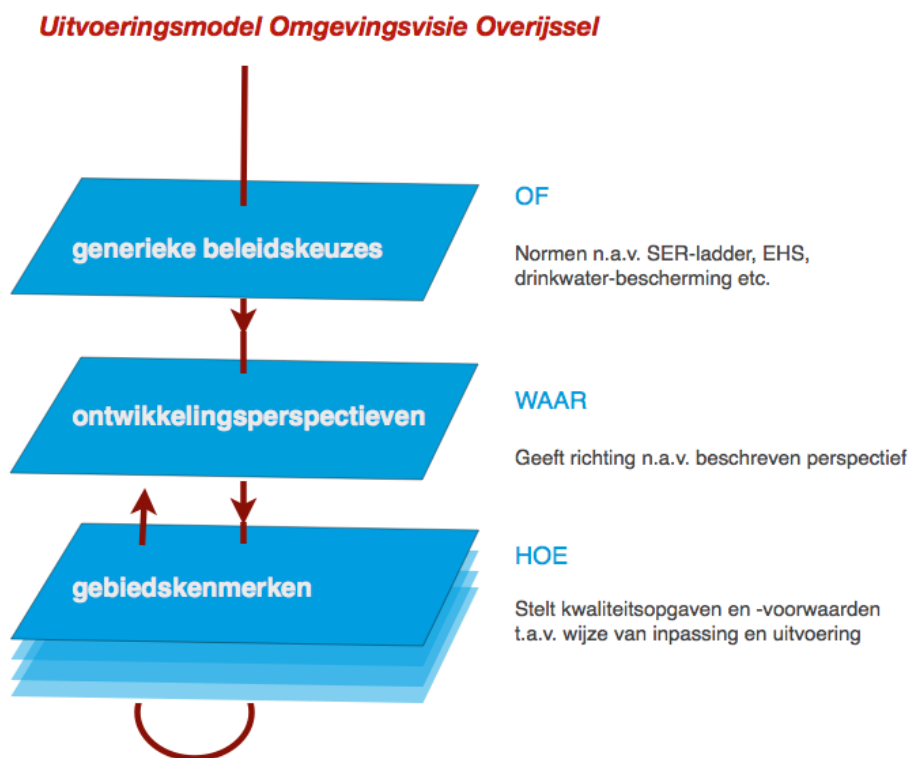 Uitvoeringsmodel Omgevingsvisie Overijssel
generieke beleidskeuzes
OF
Normen n.a.v. SER-ladder, EHS,
drinkwater-bescherming etc.
ontwikkelingsperspectieven
WAAR
Geeft richting n.a.v. beschreven perspectief
gebiedskenmerken
HOE
Stelt kwaliteitsopgaven en -voorwaarden
t.a.v. wijze van inpassing en uitvoering